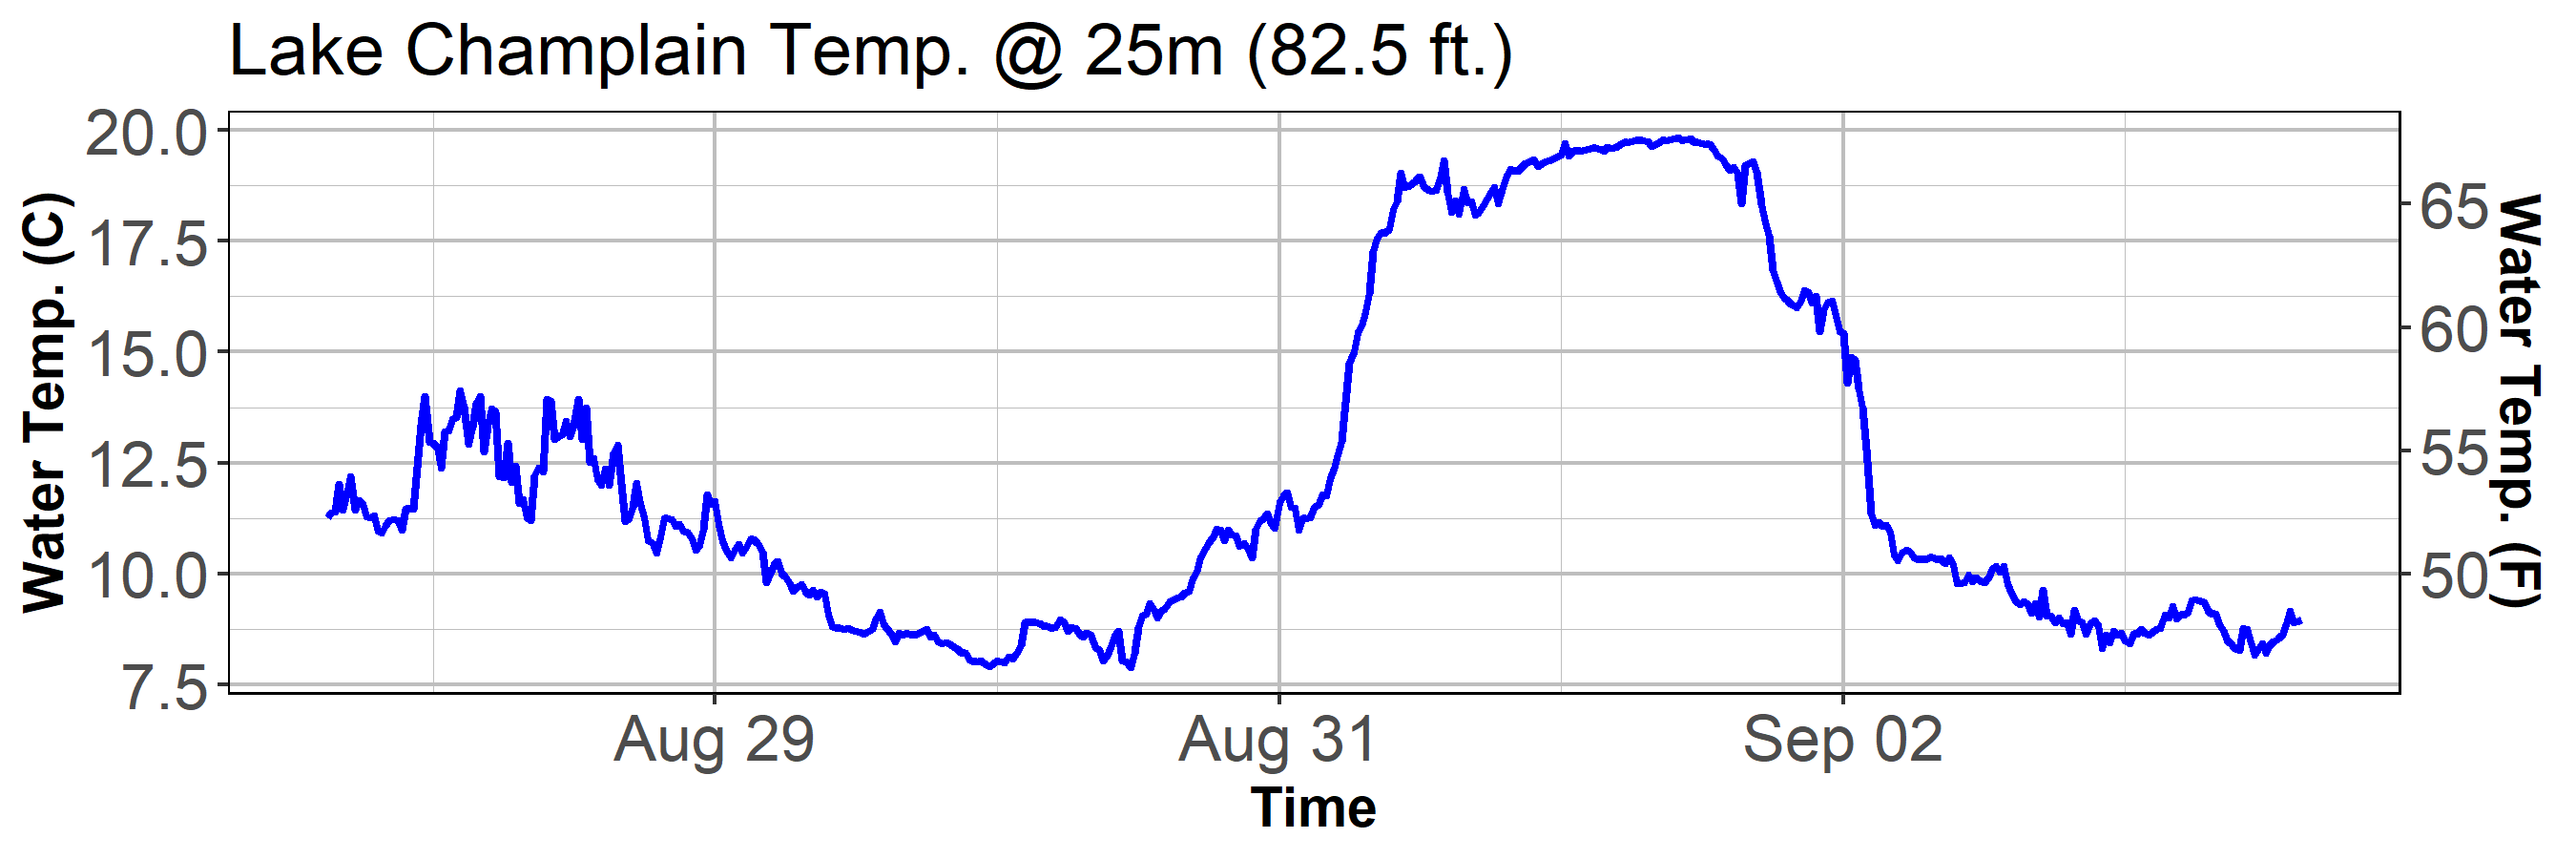 Lake Champlain Temp. @ 25m (82.5 ft.)
20.0
17.5
15.0
12.5
10.0
7.5
Water Temp. (C)
65
60
55
50
Water Temp. (F)
Aug 29
Aug 31
Sep 02
Time